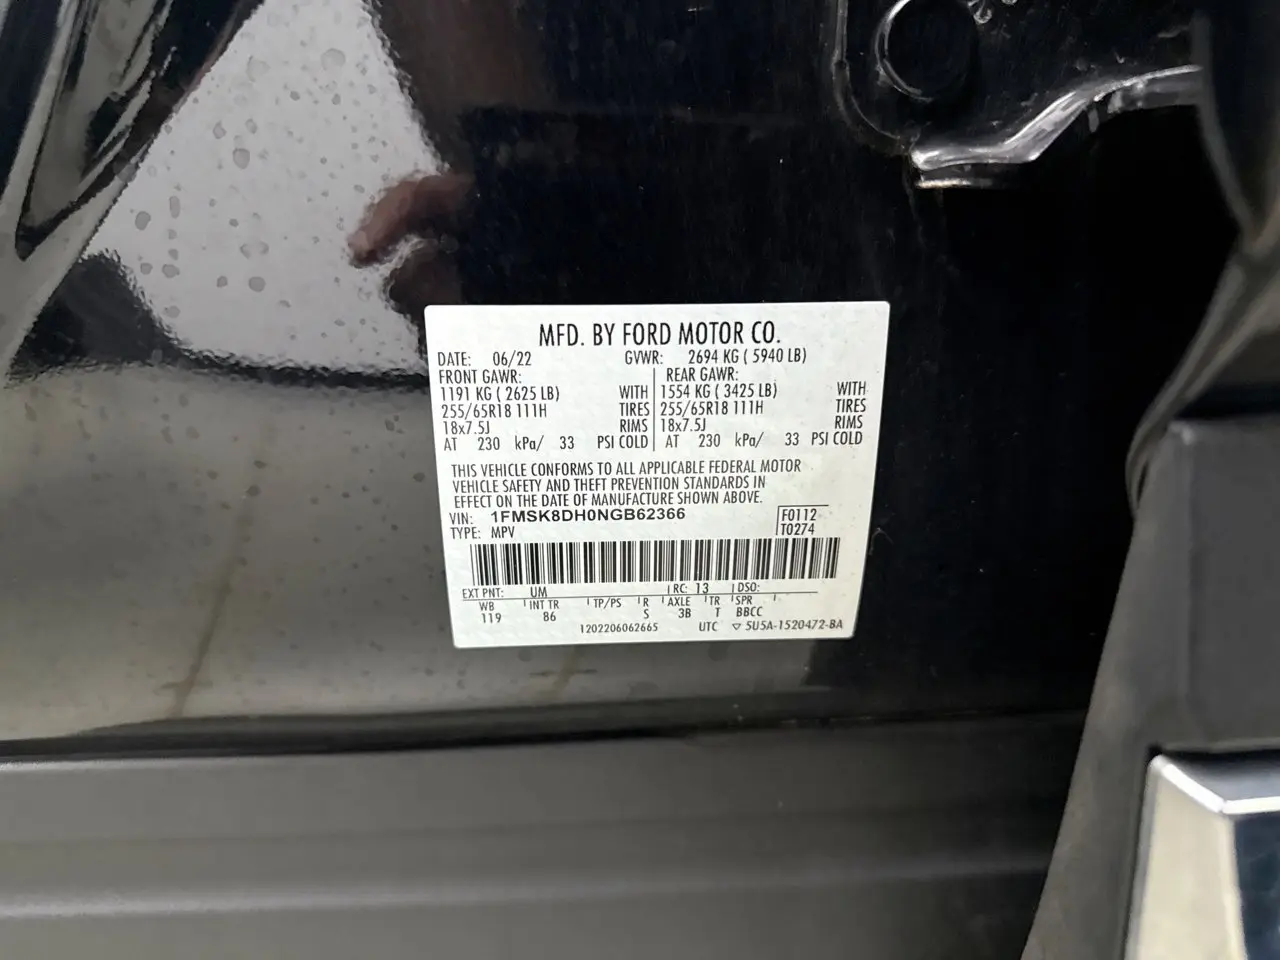 MFD. BY FORD MOTOR CO.
DATE: 06/22 GVWR: 2694 KG ( 5940 LB)
FRONT GAWR: REAR GAWR:
1191 KG ( 2625 LB) WITH 1554 KG ( 3425 LB) WITH
255/65R18 111H TIRES 255/65R18 111H TIRES
18x7.5J RIMS 18x7.5J RIMS
AT 230 kPa/ 33 PSI COLD AT 230 kPa/ 33 PSI COLD
THIS VEHICLE CONFORMS TO ALL APPLICABLE FEDERAL MOTOR
VEHICLE SAFETY AND THEFT PREVENTION STANDARDS IN
EFFECT ON THE DATE OF MANUFACTURE SHOWN ABOVE.
VIN: 1FMSK8DH0NGB62366 F0112
TYPE: MPV T0274
EXT PNT: UM RC: 13 DSO:
WB INT TR TP/PS R AXLE TR SPR
119 86 S 3B T BBCC
1202206062665 UTC ▽ 5U5A-1520472-BA